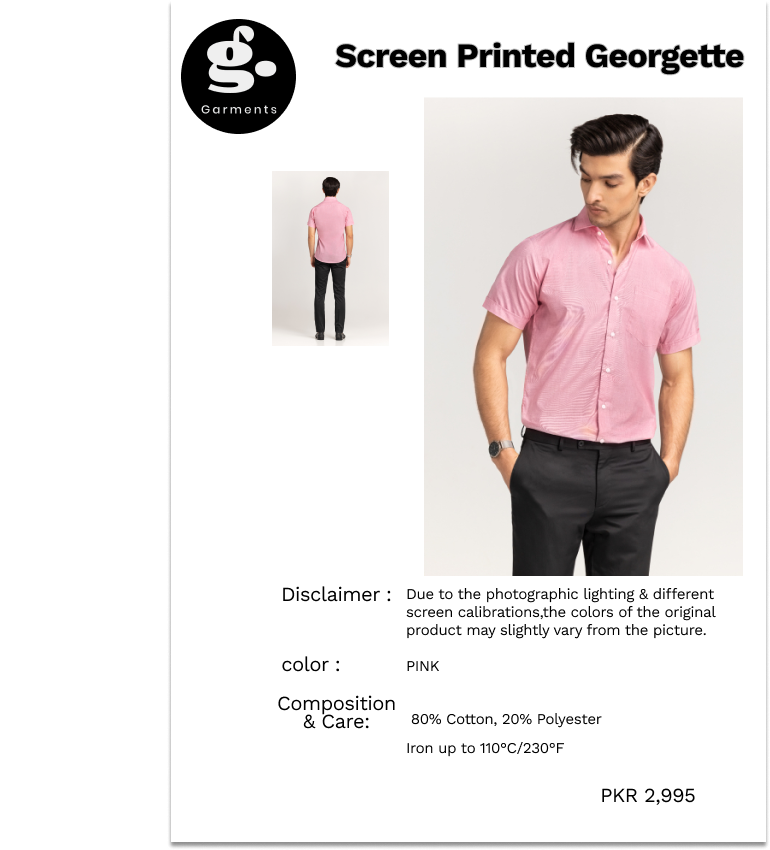 g.
Garments
Screen Printed Georgette
Disclaimer :
Due to the photographic lighting & different
screen calibrations,the colors of the original
product may slightly vary from the picture.
color :
PINK
Composition
& Care:
80% Cotton, 20% Polyester
Iron up to 110°C/230°F
PKR 2,995